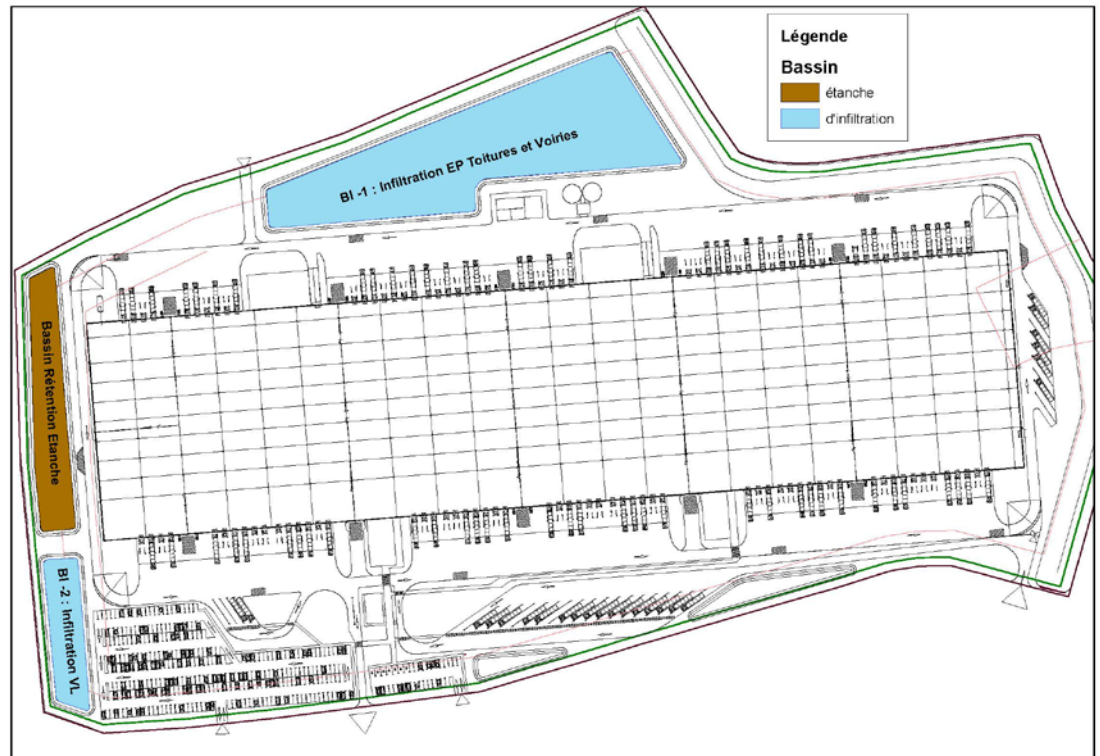 Légende
Bassin
étanche
d'infiltration
BI -1 : Infiltration EP Toitures et Voiries
Bassin Rétention Etanche
BI -2 : Infiltration VL